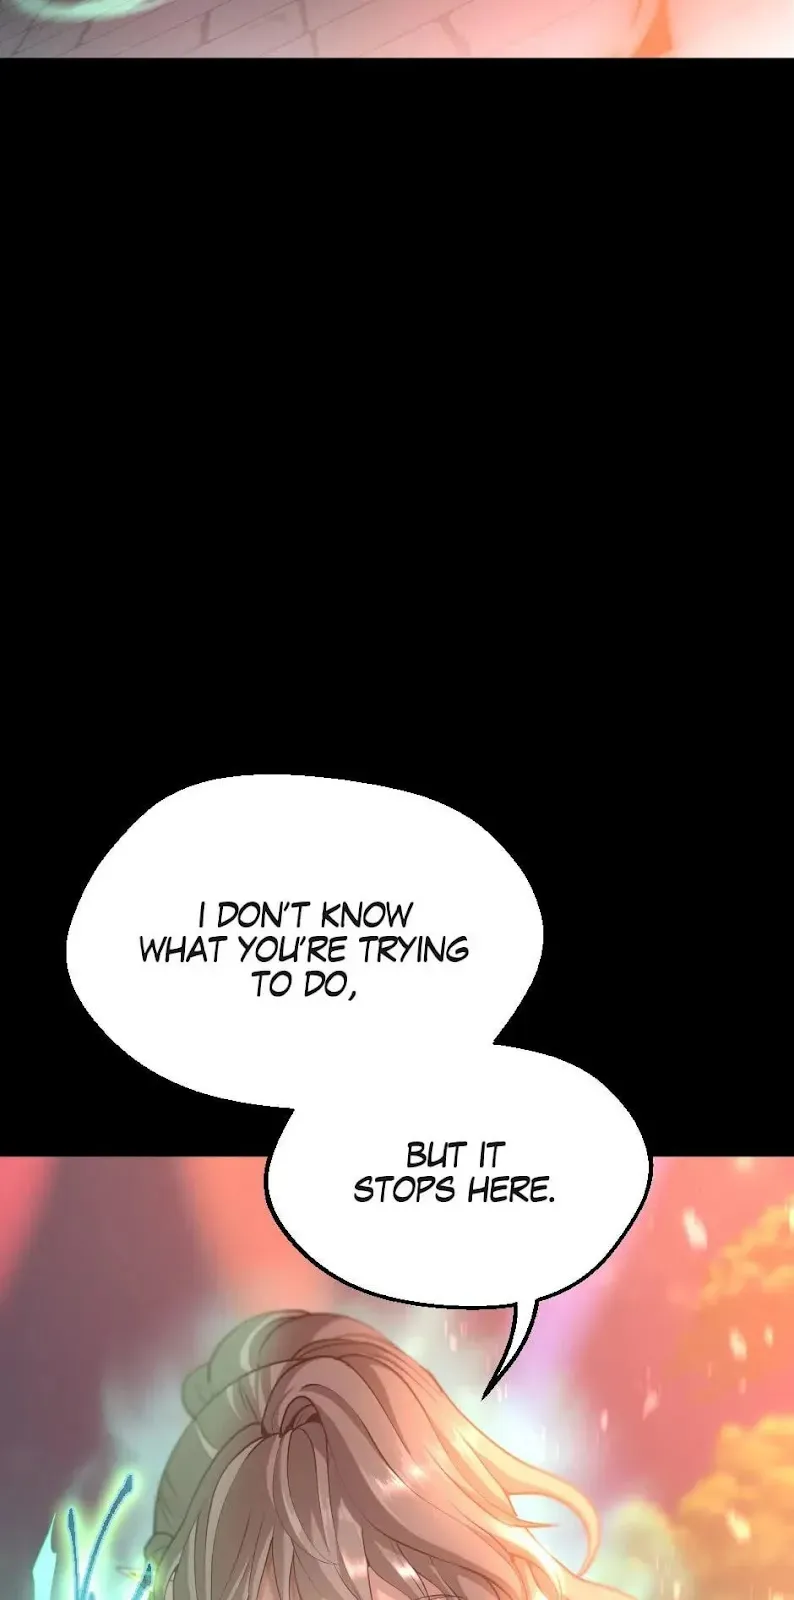 I DON'T KNOW
WHAT YOU'RE TRYING
TO DO,
BUT IT
STOPS HERE.